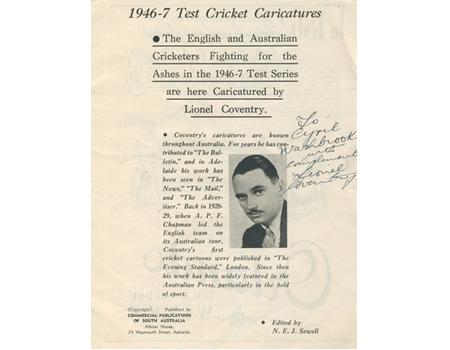 1946-7 Test Cricket Caricatures
● The English and Australian
Cricketers Fighting for the
Ashes in the 1946-7 Test Series
are here Caricatured by
Lionel Coventry.
To
Cyril
Washbrook
with
compliments
Lionel
Coventry
● Coventry's caricatures are known
throughout Australia. For years he has con-
tributed to "The Bul-
letin," and in Ade-
laide his work has
been seen in "The
News," "The Mail,"
and "The Adver-
tiser." Back in 1928-
29, when A. P. F.
Chapman led the
English team on
its Australian tour,
Coventry's first
cricket cartoons were published in "The
Evening Standard," London. Since then
his work has been widely featured in the
Australian Press, particularly in the field
of sport.
(Copyright) Published by
COMMERCIAL PUBLICATIONS
OF SOUTH AUSTRALIA
Albion House,
24 Waymouth Street, Adelaide.
● Edited by
N. E. J. Sewell